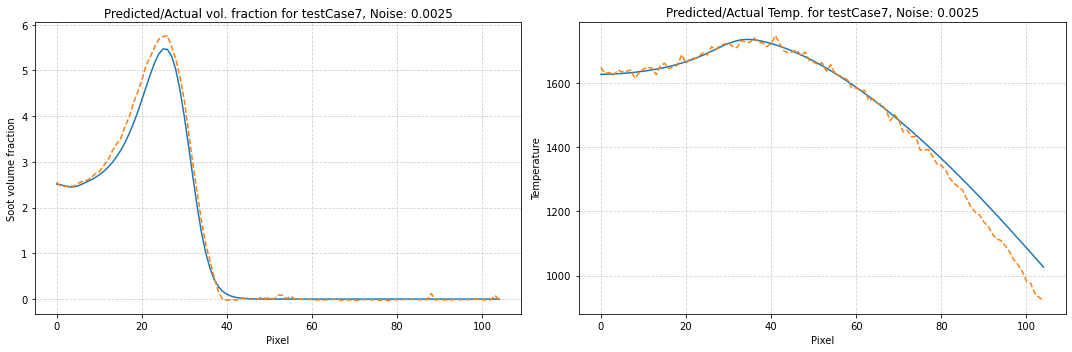 Predicted/Actual vol. fraction for testCase7, Noise: 0.0025
Soot volume fraction
6
5
4
3
2
1
0
0 20 40 60 80 100
Pixel
Predicted/Actual Temp. for testCase7, Noise: 0.0025
Temperature
1600
1400
1200
1000
0 20 40 60 80 100
Pixel